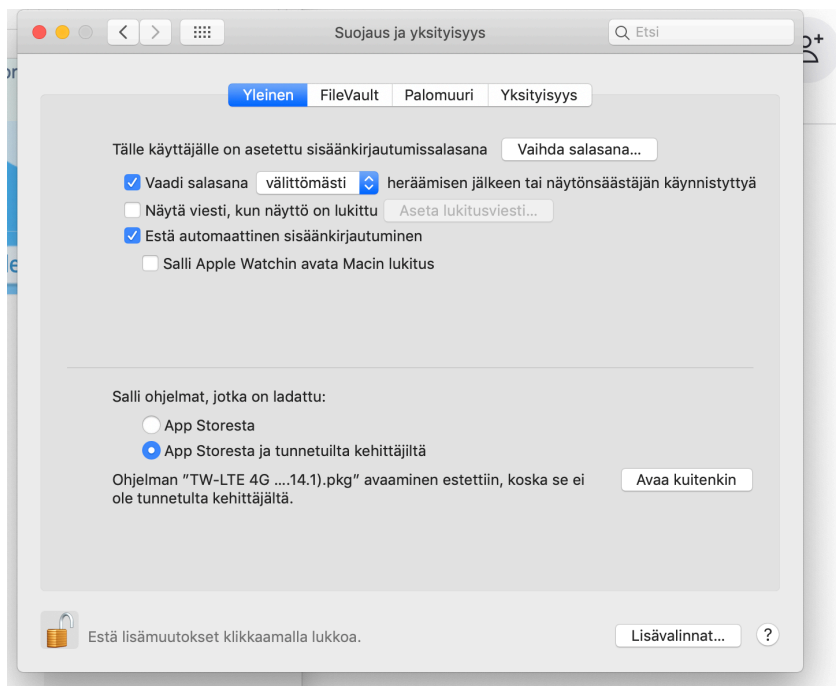 Suojaus ja yksityisyys
Etsi
Yleinen
FileVault
Palomuuri
Yksityisyys
Tälle käyttäjälle on asetettu sisäänkirjautumissalasana
Vaihda salasana...
Vaadi salasana
välittömästi
heräämisen jälkeen tai näytönsäästäjän käynnistyttyä
Näytä viesti, kun näyttö on lukittu
Aseta lukitusviesti...
Estä automaattinen sisäänkirjautuminen
Salli Apple Watchin avata Macin lukitus
Salli ohjelmat, jotka on ladattu:
App Storesta
App Storesta ja tunnetuilta kehittäjiltä
Ohjelman ”TW-LTE 4G ....14.1).pkg” avaaminen estettiin, koska se ei
ole tunnetulta kehittäjältä.
Avaa kuitenkin
Estä lisämuutokset klikkaamalla lukkoa.
Lisävalinnat...
?